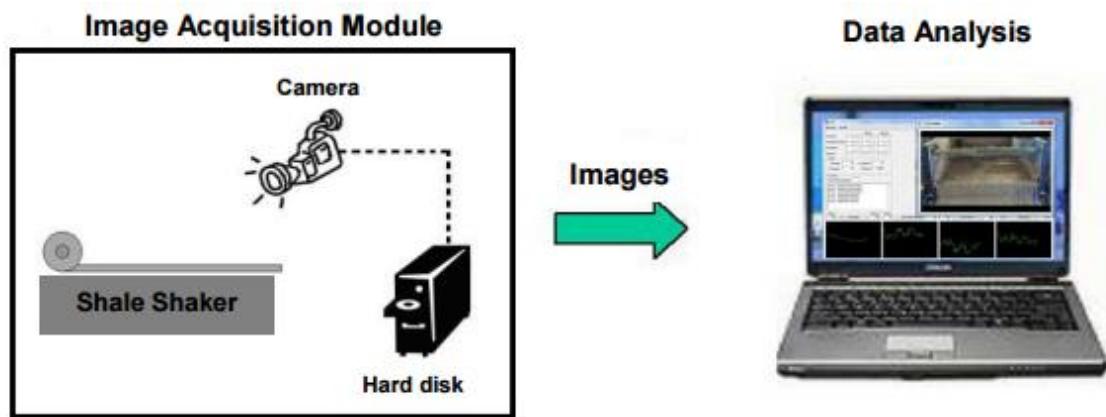 Image Acquisition Module
Data Analysis
Camera
Images
Shale Shaker
Hard disk